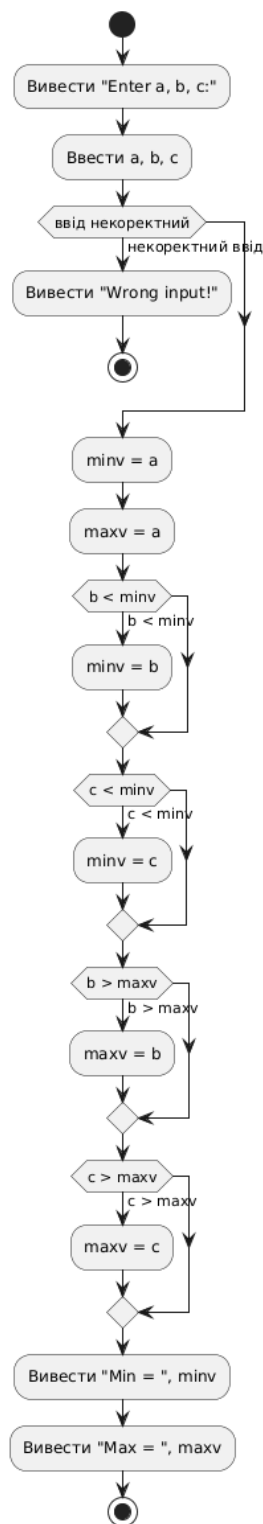 Вивести "Enter a, b, c:"
Ввести a, b, c
ввід некоректний
некоректний ввід
Вивести "Wrong input!"
minv = a
maxv = a
b < minv
b < minv
minv = b
c < minv
c < minv
minv = c
b > maxv
b > maxv
maxv = b
c > maxv
c > maxv
maxv = c
Вивести "Min = ", minv
Вивести "Max = ", maxv